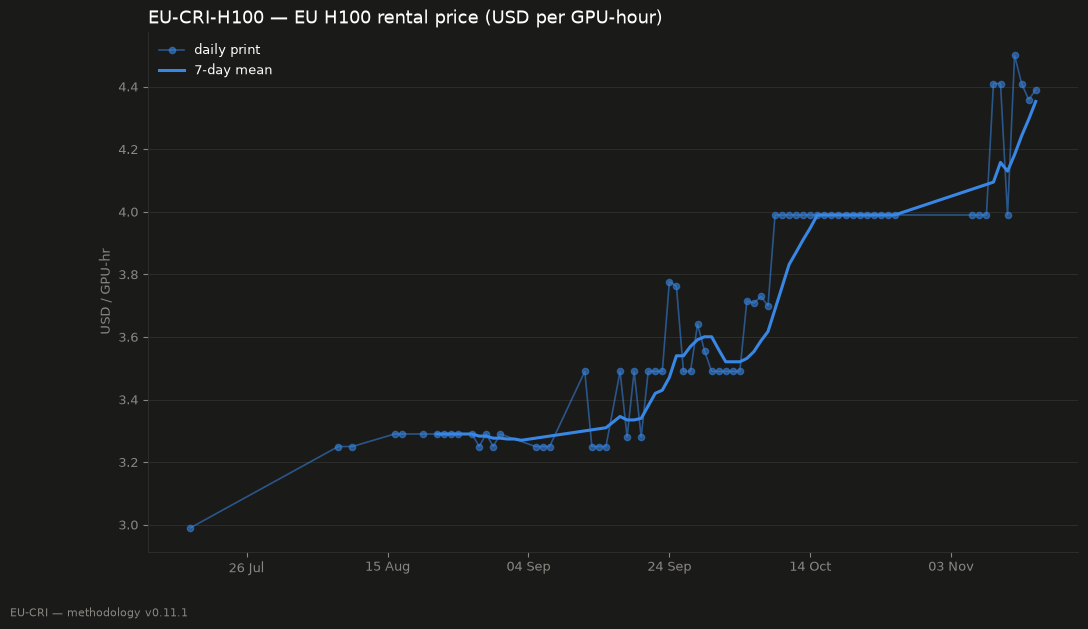 EU-CRI-H100 — EU H100 rental price (USD per GPU-hour)
daily print
7-day mean
4.4
4.2
4.0
3.8
3.6
3.4
3.2
3.0
USD / GPU-hr
26 Jul
15 Aug
04 Sep
24 Sep
14 Oct
03 Nov
EU-CRI — methodology v0.11.1